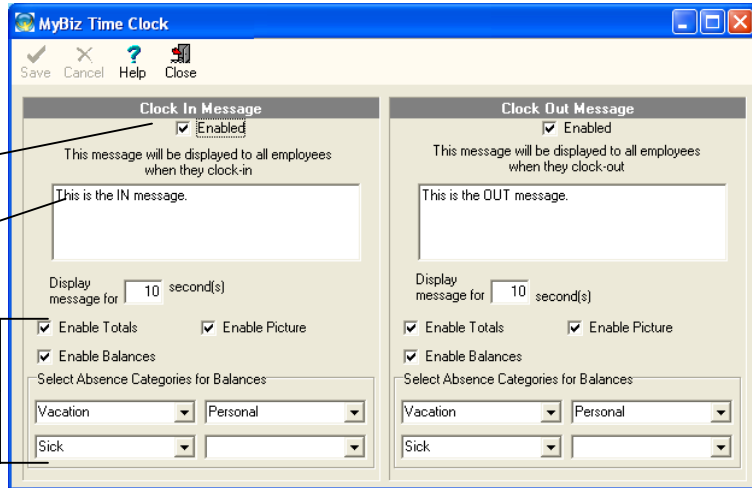 MyBiz Time Clock
Save Cancel Help Close
Clock In Message
Enabled
This message will be displayed to all employees
when they clock-in
This is the IN message.
Display
message for 10 second(s)
Enable Totals Enable Picture
Enable Balances
Select Absence Categories for Balances
Vacation Personal
Sick
Clock Out Message
Enabled
This message will be displayed to all employees
when they clock-out
This is the OUT message.
Display
message for 10 second(s)
Enable Totals Enable Picture
Enable Balances
Select Absence Categories for Balances
Vacation Personal
Sick